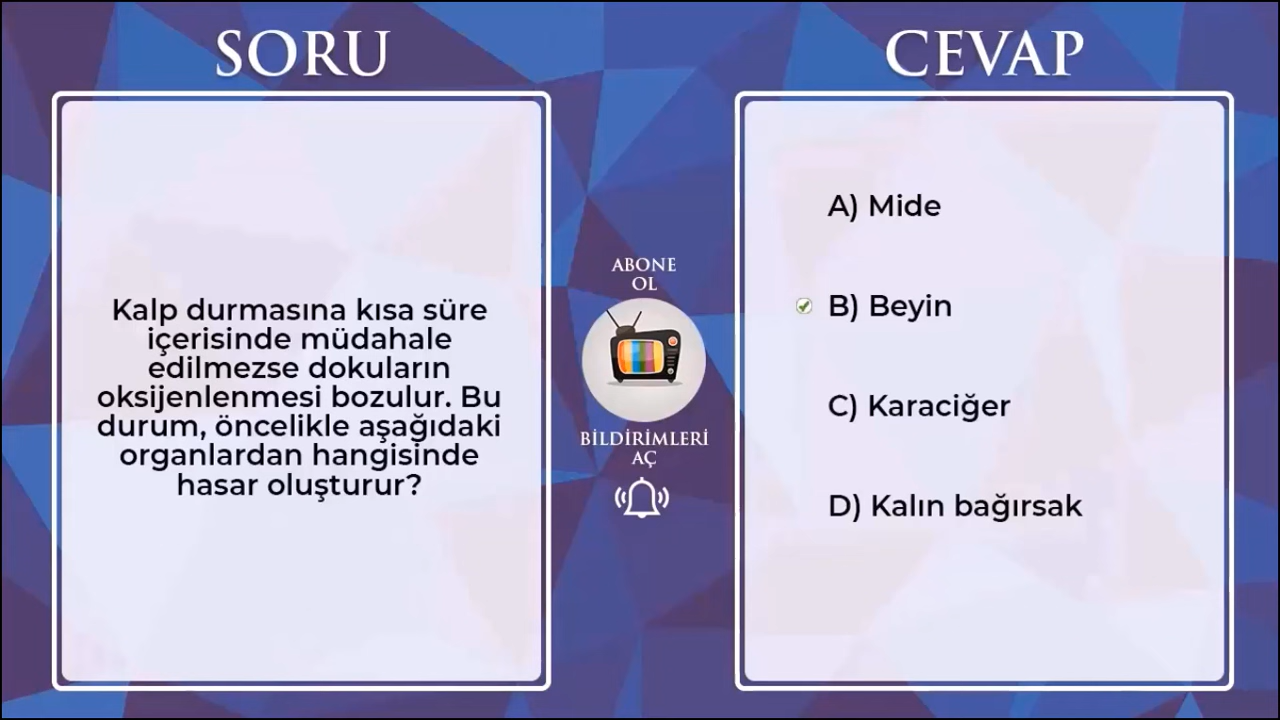 SORU
Kalp durmasına kısa süre
içerisinde müdahale
edilmezse dokuların
oksijenlenmesi bozulur. Bu
durum, öncelikle aşağıdaki
organlardan hangisinde
hasar oluşturur?
ABONE
OL
BİLDİRİMLERİ
AÇ
CEVAP
A) Mide
B) Beyin
C) Karaciğer
D) Kalın bağırsak